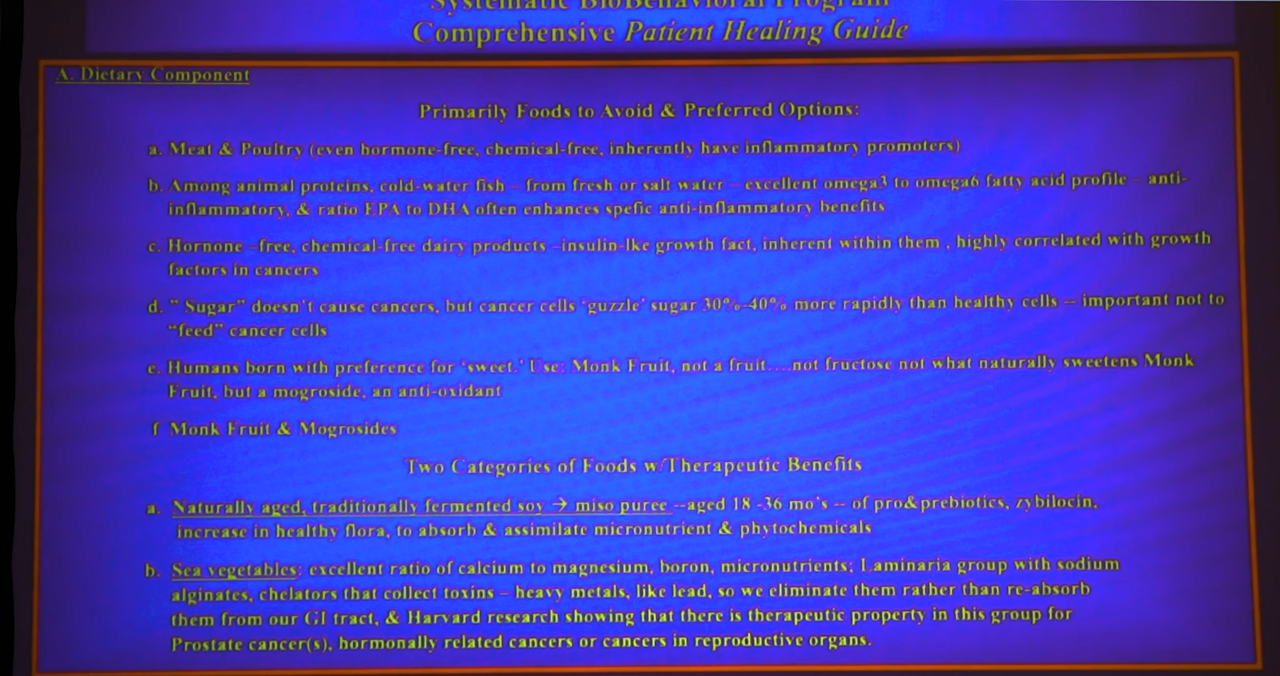 Systematic BioBehavioral Program
Comprehensive Patient Healing Guide
A. Dietary Component
Primarily Foods to Avoid & Preferred Options:
a. Meat & Poultry (even hormone-free, chemical-free, inherently have inflammatory promoters)
b. Among animal proteins, cold-water fish – from fresh or salt water – excellent omega3 to omega6 fatty acid profile – anti-
inflammatory, & ratio EPA to DHA often enhances spefic anti-inflammatory benefits
c. Hornone –free, chemical-free dairy products –insulin-lke growth fact, inherent within them , highly correlated with growth
factors in cancers
d. " Sugar" doesn't cause cancers, but cancer cells 'guzzle' sugar 30%-40% more rapidly than healthy cells – important not to
"feed" cancer cells
e. Humans born with preference for 'sweet.' Use: Monk Fruit, not a fruit....not fructose not what naturally sweetens Monk
Fruit, but a mogroside, an anti-oxidant
f Monk Fruit & Mogrosides
Two Categories of Foods w/Therapeutic Benefits
a. Naturally aged, traditionally fermented soy → miso puree --aged 18 -36 mo's -- of pro&prebiotics, zybilocin,
increase in healthy flora, to absorb & assimilate micronutrient & phytochemicals
b. Sea vegetables: excellent ratio of calcium to magnesium, boron, micronutrients; Laminaria group with sodium
alginates, chelators that collect toxins – heavy metals, like lead, so we eliminate them rather than re-absorb
them from our GI tract, & Harvard research showing that there is therapeutic property in this group for
Prostate cancer(s), hormonally related cancers or cancers in reproductive organs.